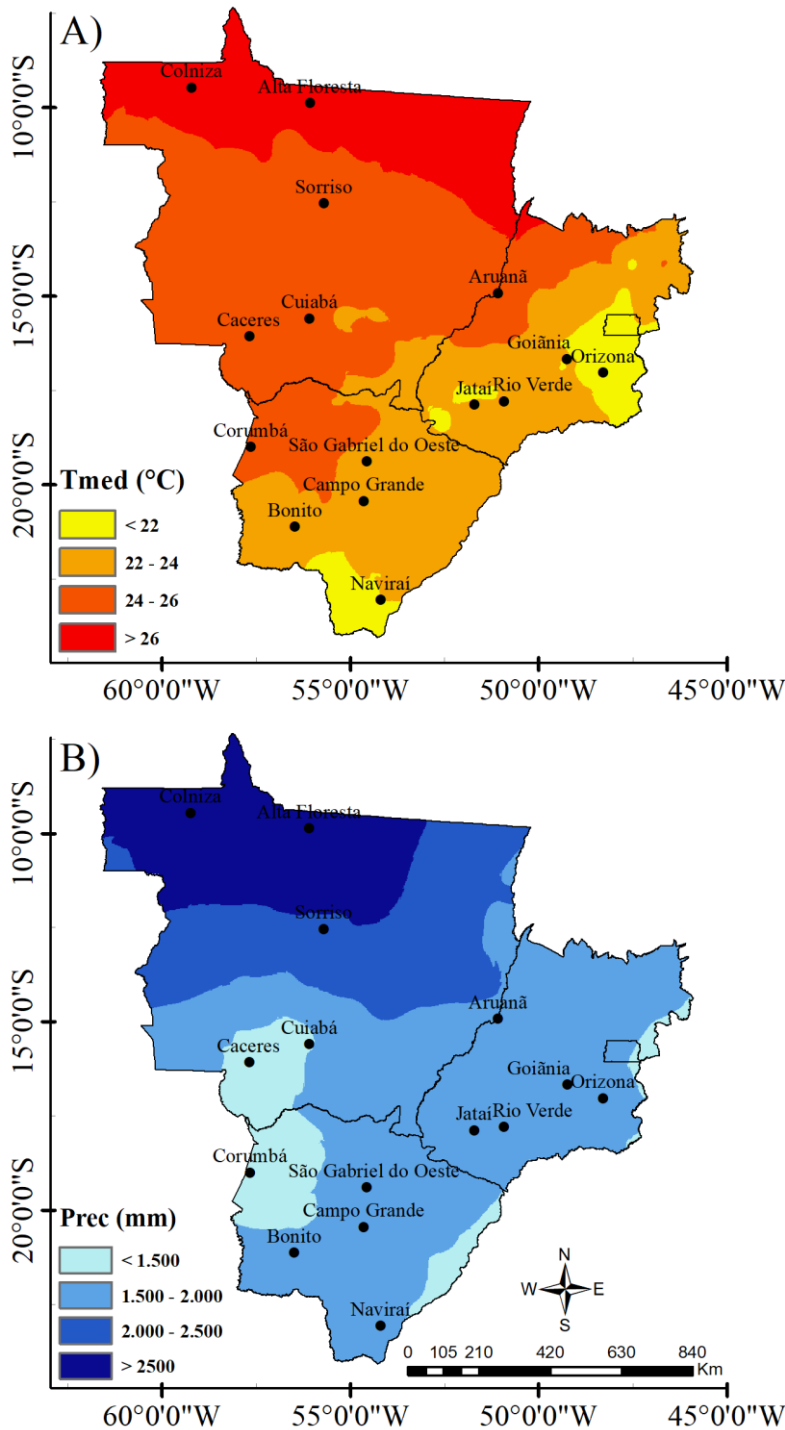 A)
Colniza
Alta Floresta
10°0'0"S
Sorriso
15°0'0"S
Aruanã
Cuiabá
Caceres
Goiãnia
Orizona
Jataí
Rio Verde
Corumbá
São Gabriel do Oeste
20°0'0"S
Campo Grande
Bonito
Naviraí
Tmed (°C)
< 22
22 - 24
24 - 26
> 26
60°0'0"W
55°0'0"W
50°0'0"W
45°0'0"W
B)
Colniza
Alta Floresta
10°0'0"S
Sorriso
15°0'0"S
Aruanã
Cuiabá
Caceres
Goiãnia
Orizona
Jataí
Rio Verde
Corumbá
São Gabriel do Oeste
20°0'0"S
Campo Grande
Bonito
Naviraí
Prec (mm)
< 1.500
1.500 - 2.000
2.000 - 2.500
> 2500
N
W E
S
0 105 210 420 630 840
Km
60°0'0"W
55°0'0"W
50°0'0"W
45°0'0"W